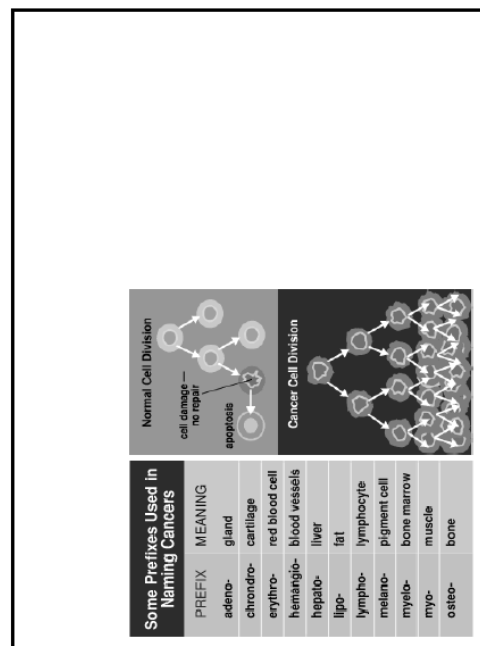 Some Prefixes Used in
Naming Cancers
PREFIX MEANING
adeno- gland
chrondro- cartilage
erythro- red blood cell
hemangio- blood vessels
hepato- liver
lipo- fat
lympho- lymphocyte
melano- pigment cell
myelo- bone marrow
myo- muscle
osteo- bone
Normal Cell Division
cell damage—
no repair
apoptosis
Cancer Cell Division